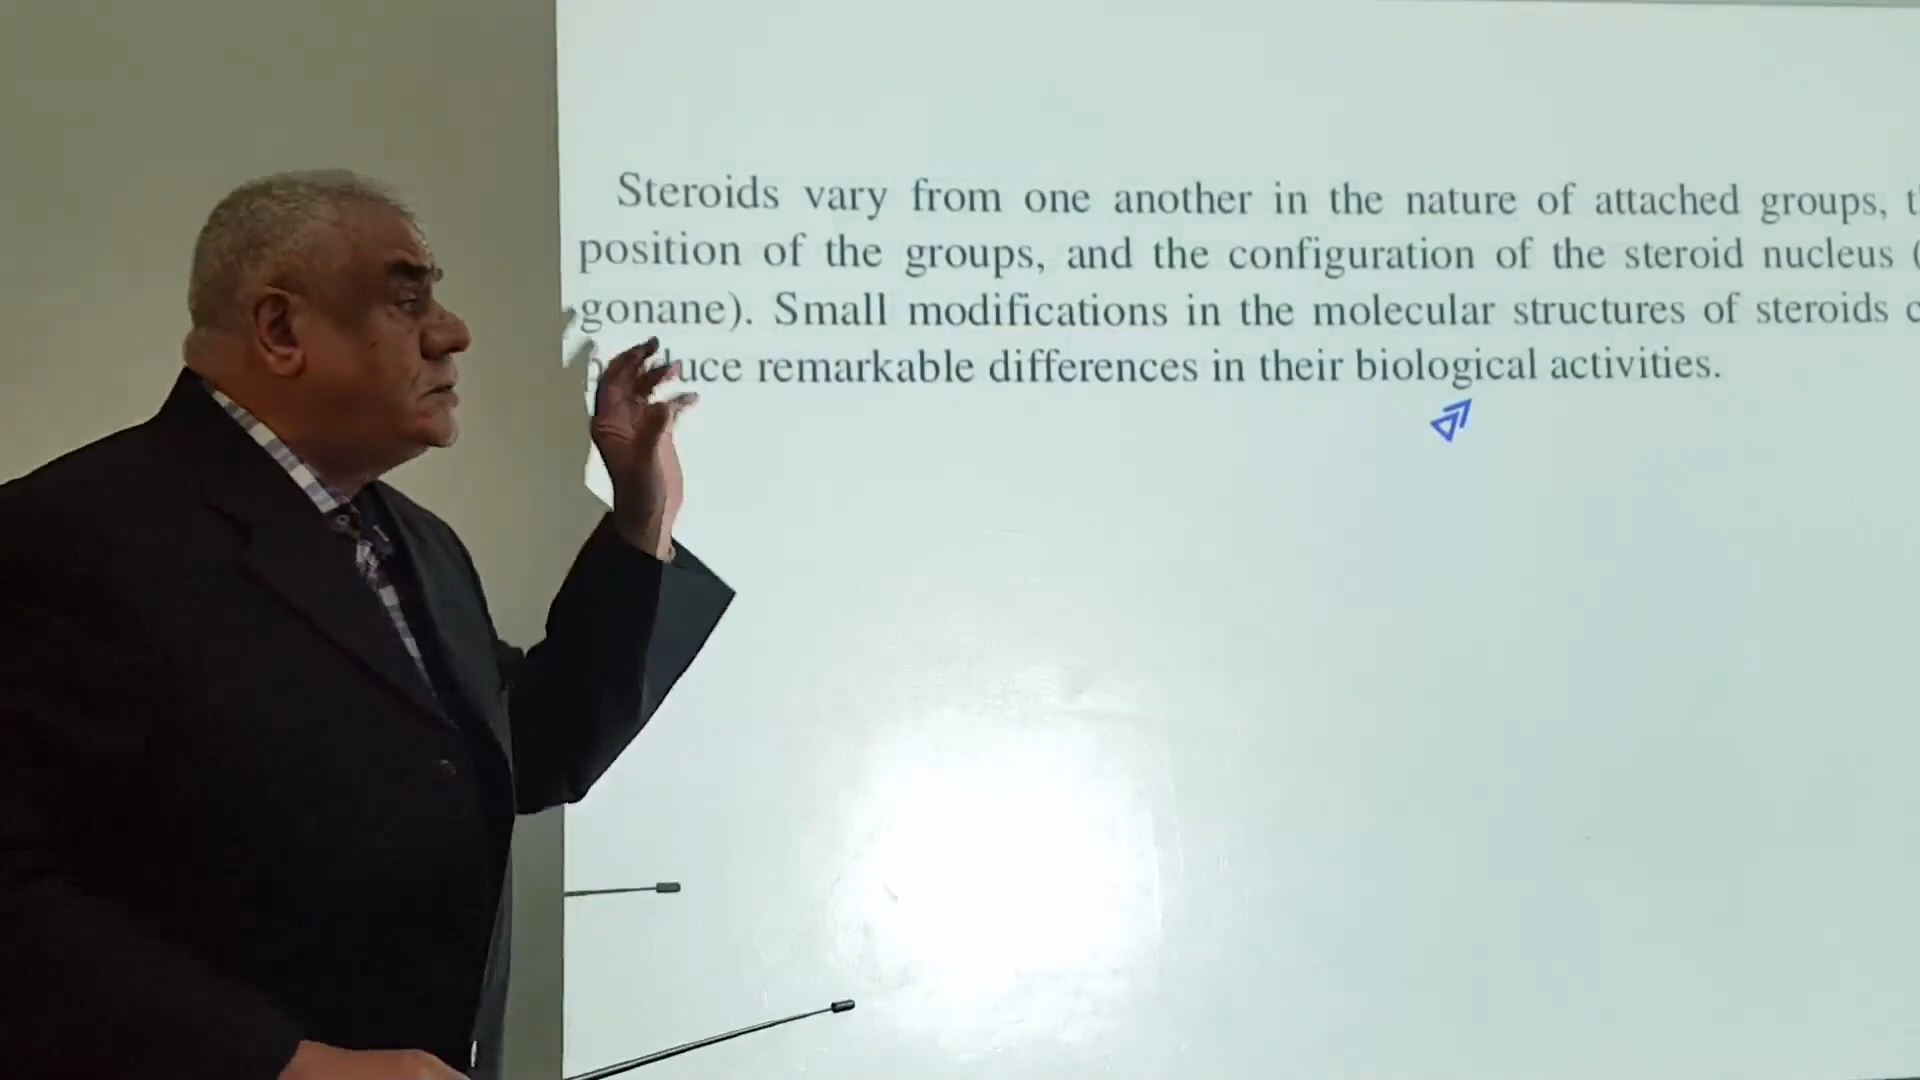 Steroids vary from one another in the nature of attached groups,
position of the groups, and the configuration of the steroid nucleus (
gonane). Small modifications in the molecular structures of steroids
remarkable differences in their biological activities.